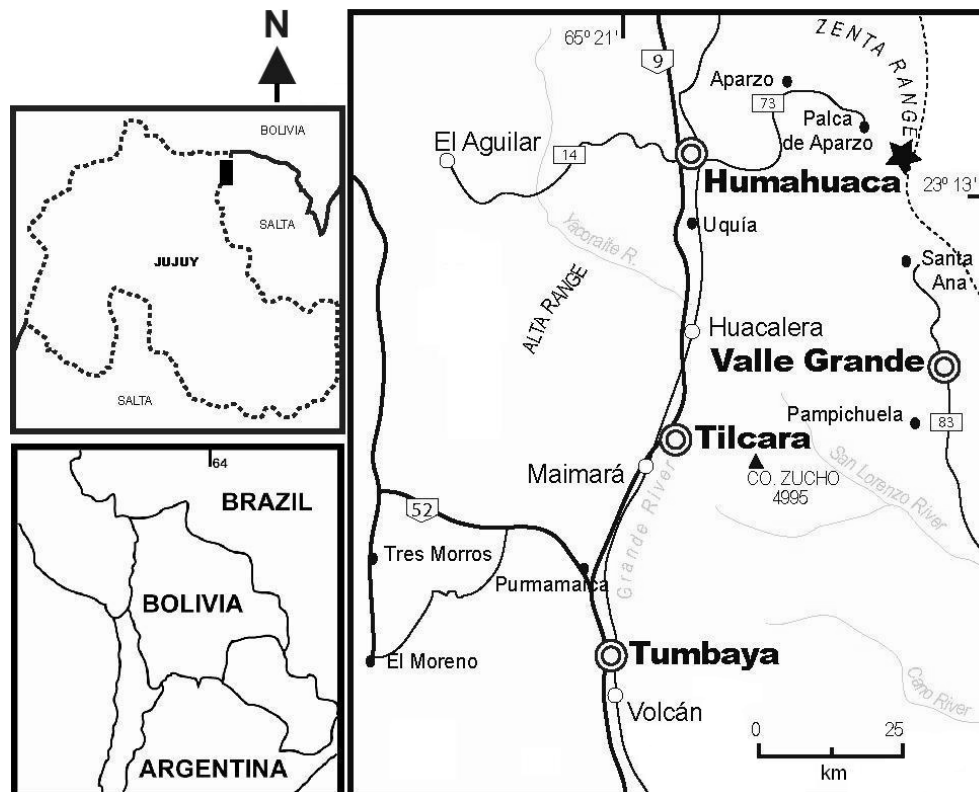 N
BOLIVIA
SALTA
JUJUY
SALTA
64
BRAZIL
BOLIVIA
ARGENTINA
65º 21'
9
ZENTA RANGE
Aparzo
73
Palca
de Aparzo
El Aguilar
14
Humahuaca
23º 13'
Uquía
Yacoraite R.
Santa
Ana
ALTA RANGE
Huacalera
Valle Grande
Pampichuela
83
Tilcara
Maimará
CO. ZUCHO
4995
San Lorenzo River
52
Grande River
Tres Morros
Purmamarca
El Moreno
Tumbaya
Cano River
Volcán
0 25
km